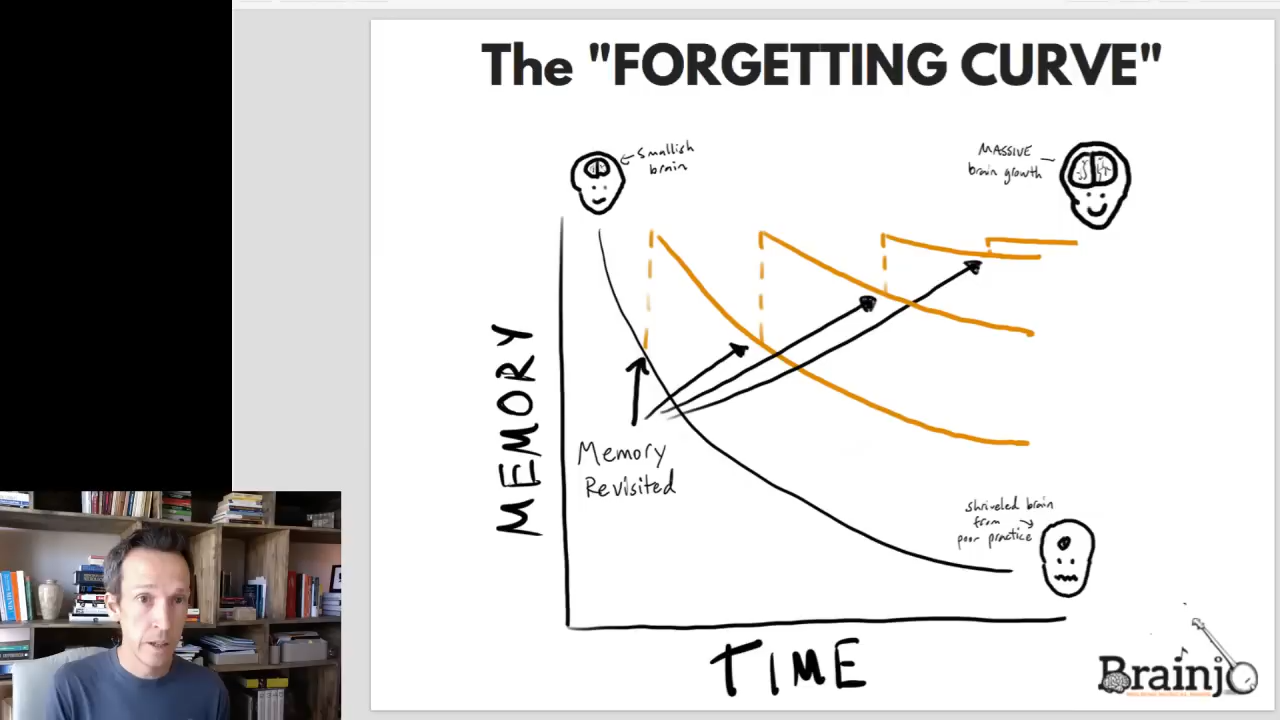 The "FORGETTING CURVE"
Smallish
brain
MASSIVE
brain growth
MEMORY
Memory
Revisited
shriveled brain
from
poor practice
TIME
Brainjo